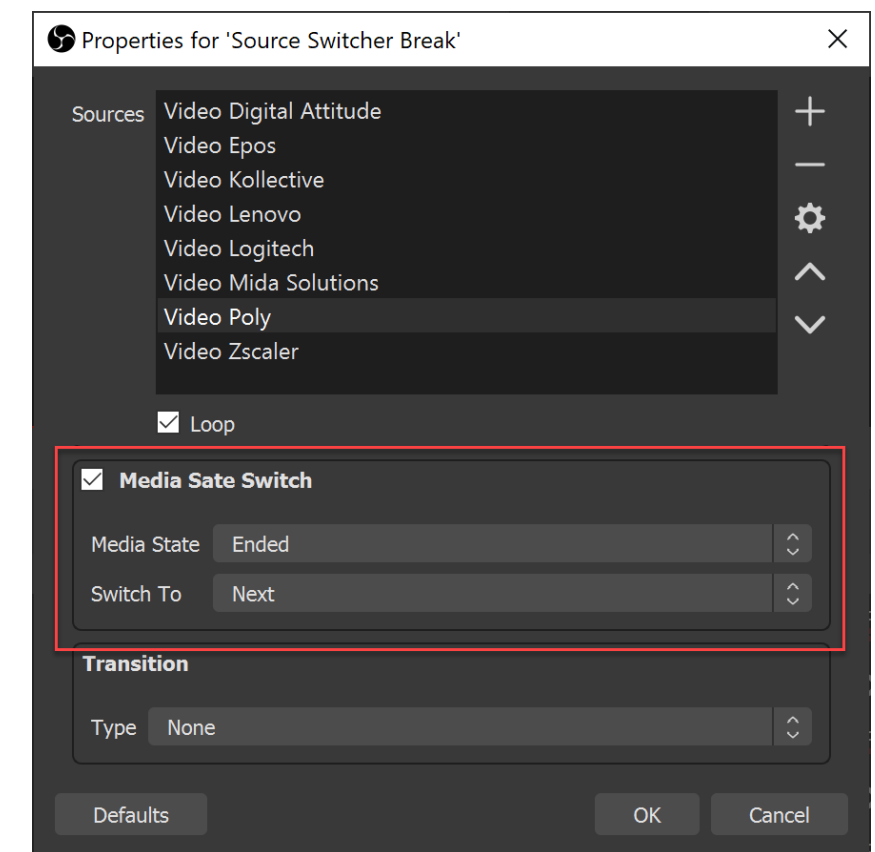 Properties for 'Source Switcher Break'
Sources
Video Digital Attitude
Video Epos
Video Kollective
Video Lenovo
Video Logitech
Video Mida Solutions
Video Poly
Video Zscaler
Loop
Media Sate Switch
Media State Ended
Switch To Next
Transition
Type None
Defaults OK Cancel